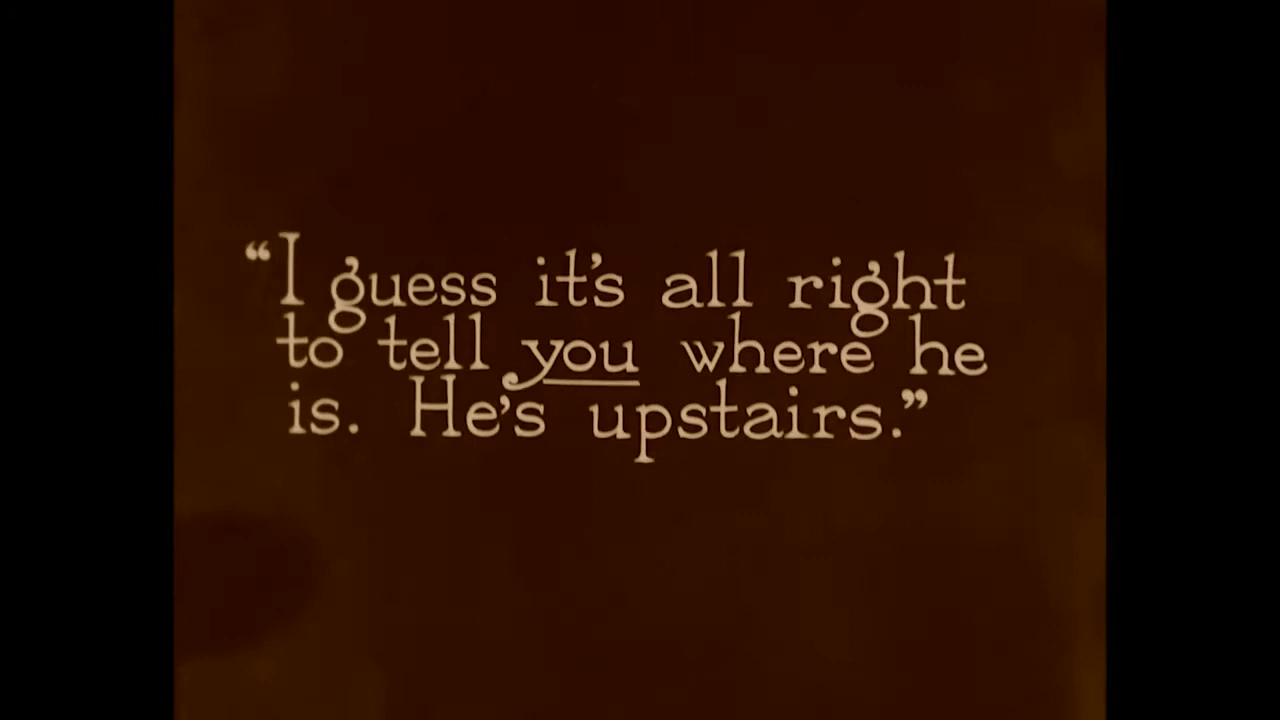 “I guess it’s all right
to tell you where he
is. He’s upstairs.”